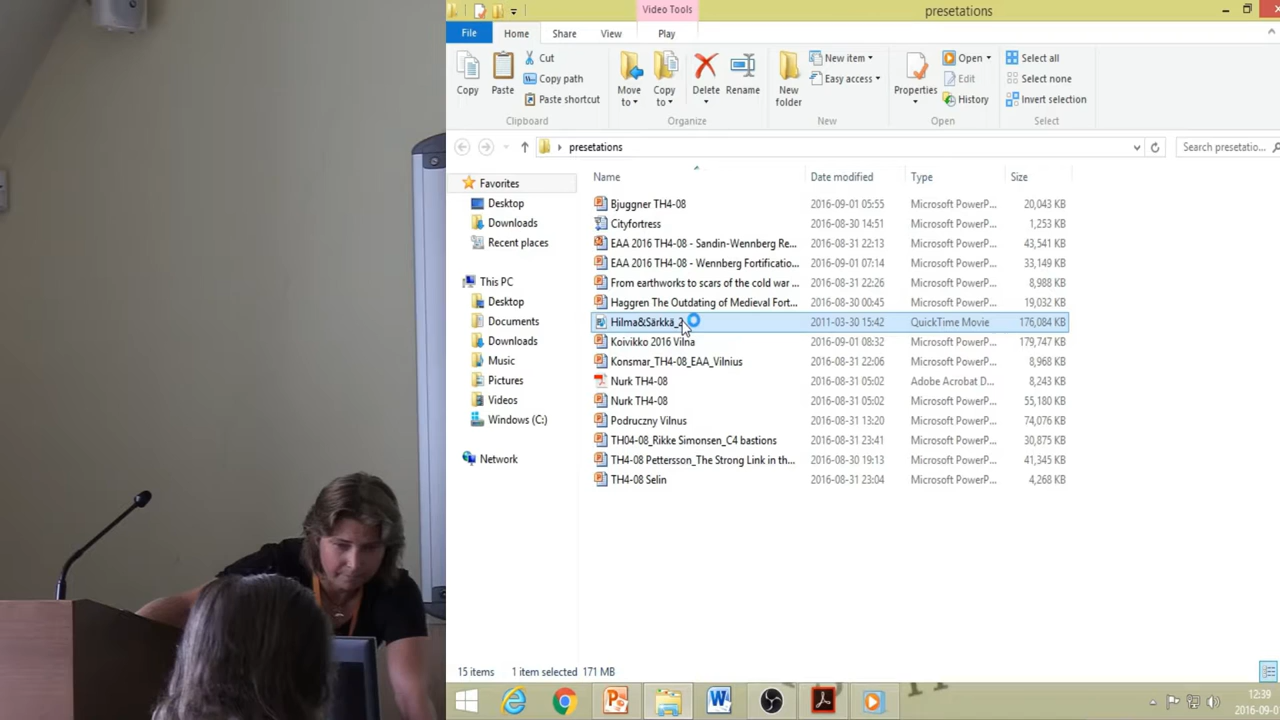 Video Tools
presetations
File Home Share View Play
Copy
Paste
Cut
Copy path
Paste shortcut
Clipboard
Move to
Copy to
Delete
Rename
Organize
New folder
New item
Easy access
New
Properties
Open
Edit
History
Open
Select all
Select none
Invert selection
Select
presetations
Search presetatio...
Favorites
Desktop
Downloads
Recent places
This PC
Desktop
Documents
Downloads
Music
Pictures
Videos
Windows (C:)
Network
Name Date modified Type Size
Bjuggner TH4-08 2016-09-01 05:55 Microsoft PowerP... 20,043 KB
Cityfortress 2016-08-30 14:51 Microsoft PowerP... 1,253 KB
EAA 2016 TH4-08 - Sandin-Wennberg Re... 2016-08-31 22:13 Microsoft PowerP... 43,541 KB
EAA 2016 TH4-08 - Wennberg Fortificatio... 2016-09-01 07:14 Microsoft PowerP... 33,149 KB
From earthworks to scars of the cold war ... 2016-08-31 22:26 Microsoft PowerP... 8,988 KB
Haggren The Outdating of Medieval Fort... 2016-08-30 00:45 Microsoft PowerP... 19,032 KB
Hilma&Särkkä_2 2011-03-30 15:42 QuickTime Movie 176,084 KB
Koivikko 2016 Vilna 2016-09-01 08:32 Microsoft PowerP... 179,747 KB
Konsmar_TH4-08_EAA_Vilnius 2016-08-31 22:06 Microsoft PowerP... 8,968 KB
Nurk TH4-08 2016-08-31 05:02 Adobe Acrobat D... 8,243 KB
Nurk TH4-08 2016-08-31 05:02 Microsoft PowerP... 55,180 KB
Podruczny Vilnus 2016-08-31 13:20 Microsoft PowerP... 74,076 KB
TH04-08_Rikke Simonsen_C4 bastions 2016-08-31 23:41 Microsoft PowerP... 30,875 KB
TH4-08 Pettersson_The Strong Link in th... 2016-08-30 19:13 Microsoft PowerP... 41,345 KB
TH4-08 Selin 2016-08-31 23:04 Microsoft PowerP... 4,268 KB
15 items 1 item selected 171 MB
12:39
2016-09-0